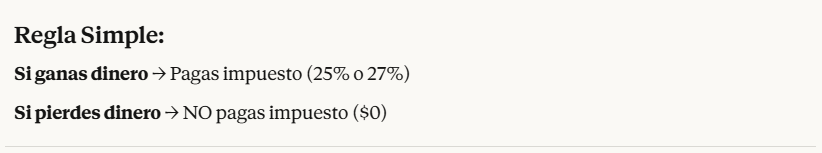 Regla Simple:
Si ganas dinero → Pagas impuesto (25% o 27%)
Si pierdes dinero → NO pagas impuesto ($0)